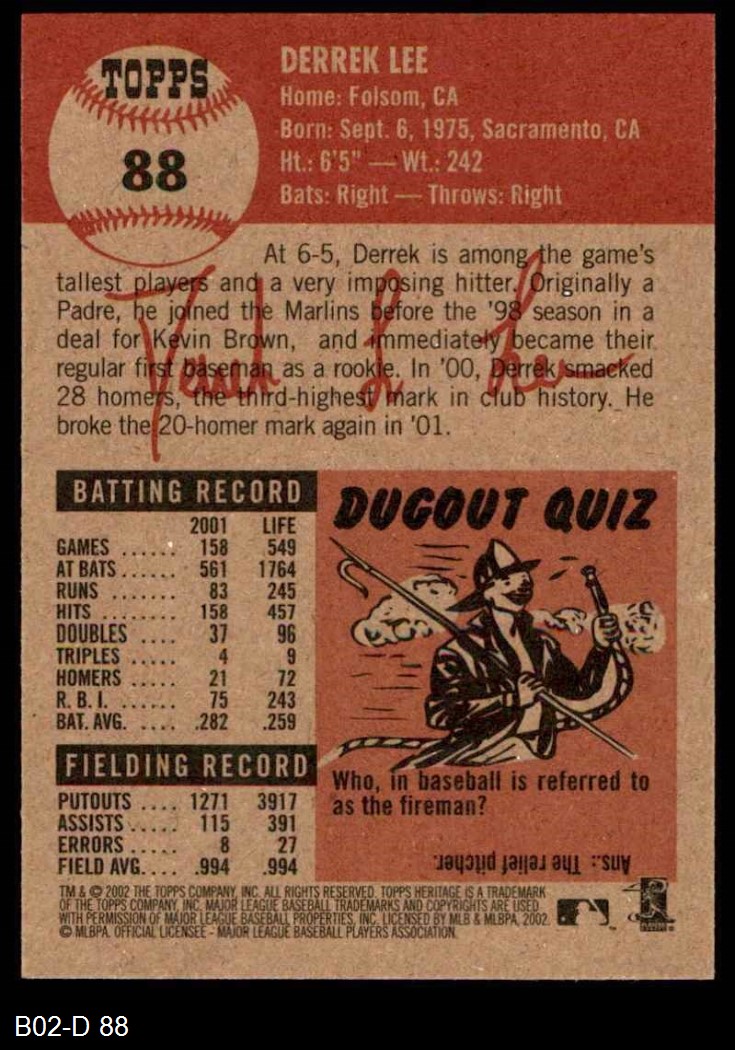 TOPPS
88
DERREK LEE
Home: Folsom, CA
Born: Sept. 6, 1975, Sacramento, CA
Ht.: 6'5" — Wt.: 242
Bats: Right — Throws: Right
At 6-5, Derrek is among the game's
tallest players and a very imposing hitter. Originally a
Padre, he joined the Marlins before the '98 season in a
deal for Kevin Brown, and immediately became their
regular first baseman as a rookie. In '00, Derrek smacked
28 homers, the third-highest mark in club history. He
broke the 20-homer mark again in '01.
Derrek L Lee
BATTING RECORD
2001 LIFE
GAMES ...... 158 549
AT BATS ...... 561 1764
RUNS ...... 83 245
HITS ........ 158 457
DOUBLES .... 37 96
TRIPLES ..... 4 9
HOMERS ..... 21 72
R. B. I. ...... 75 243
BAT. AVG. .... .282 .259
FIELDING RECORD
PUTOUTS .... 1271 3917
ASSISTS ..... 115 391
ERRORS ..... 8 27
FIELD AVG.... .994 .994
DUGOUT QUIZ
Who, in baseball is referred to
as the fireman?
Ans.: The relief pitcher.
TM & © 2002 THE TOPPS COMPANY, INC. ALL RIGHTS RESERVED. TOPPS HERITAGE IS A TRADEMARK
OF THE TOPPS COMPANY, INC. MAJOR LEAGUE BASEBALL TRADEMARKS AND COPYRIGHTS ARE USED
WITH PERMISSION OF MAJOR LEAGUE BASEBALL PROPERTIES, INC. LICENSED BY MLB & MLBPA, 2002.
© MLBPA. OFFICIAL LICENSEE - MAJOR LEAGUE BASEBALL PLAYERS ASSOCIATION.
B02-D 88